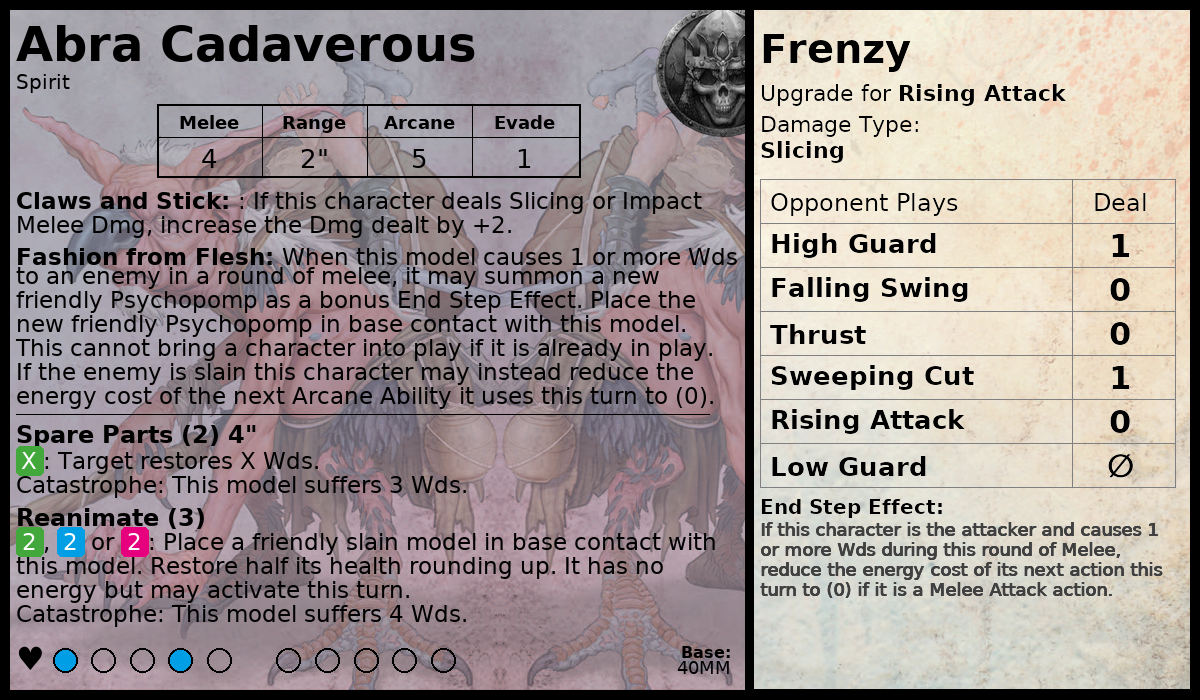 Abra Cadaverous
Spirit
Melee Range Arcane Evade
4 2" 5 1
Claws and Stick: : If this character deals Slicing or Impact
Melee Dmg, increase the Dmg dealt by +2.
Fashion from Flesh: When this model causes 1 or more Wds
to an enemy in a round of melee, it may summon a new
friendly Psychopomp as a bonus End Step Effect. Place the
new friendly Psychopomp in base contact with this model.
This cannot bring a character into play if it is already in play.
If the enemy is slain this character may instead reduce the
energy cost of the next Arcane Ability it uses this turn to (0).
Spare Parts (2) 4"
X: Target restores X Wds.
Catastrophe: This model suffers 3 Wds.
Reanimate (3)
2, 2 or 2: Place a friendly slain model in base contact with
this model. Restore half its health rounding up. It has no
energy but may activate this turn.
Catastrophe: This model suffers 4 Wds.
Base:
40MM
Frenzy
Upgrade for Rising Attack
Damage Type:
Slicing
Opponent Plays Deal
High Guard 1
Falling Swing 0
Thrust 0
Sweeping Cut 1
Rising Attack 0
Low Guard ∅
End Step Effect:
If this character is the attacker and causes 1
or more Wds during this round of Melee,
reduce the energy cost of its next action this
turn to (0) if it is a Melee Attack action.